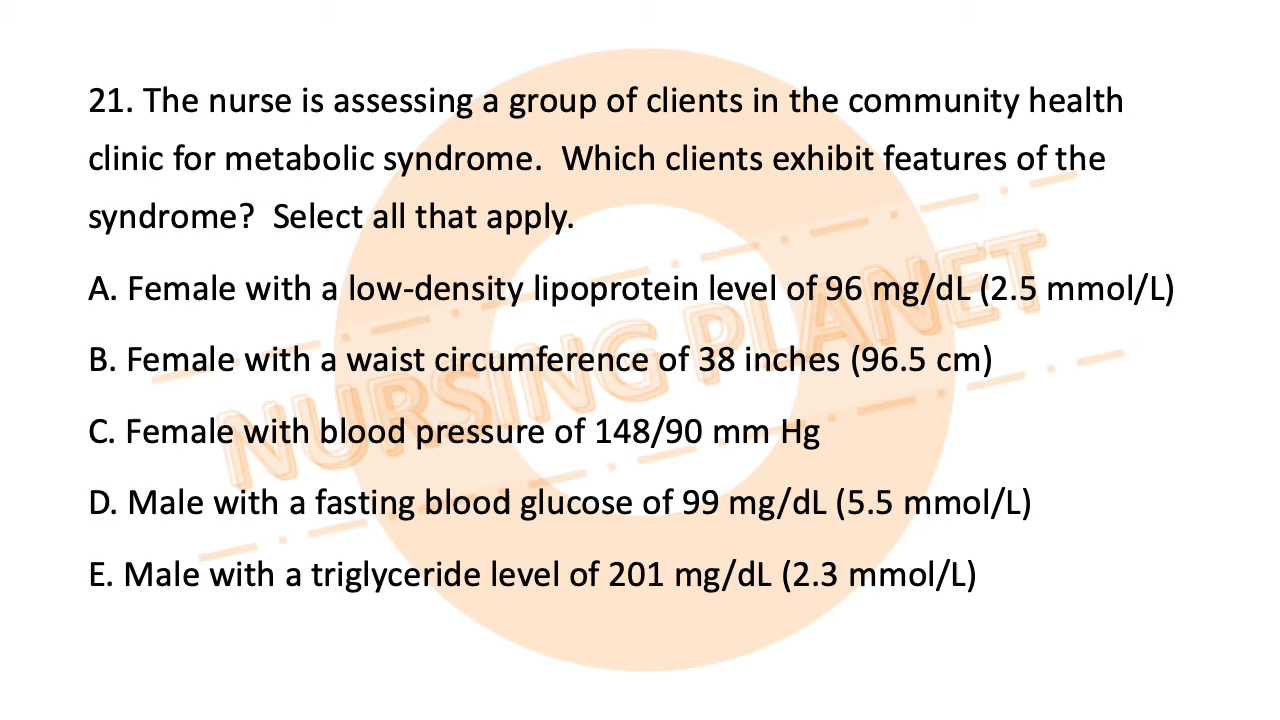 21. The nurse is assessing a group of clients in the community health
clinic for metabolic syndrome.  Which clients exhibit features of the
syndrome?  Select all that apply.
A. Female with a low-density lipoprotein level of 96 mg/dL (2.5 mmol/L)
B. Female with a waist circumference of 38 inches (96.5 cm)
C. Female with blood pressure of 148/90 mm Hg
D. Male with a fasting blood glucose of 99 mg/dL (5.5 mmol/L)
E. Male with a triglyceride level of 201 mg/dL (2.3 mmol/L)
NURSING PLANET